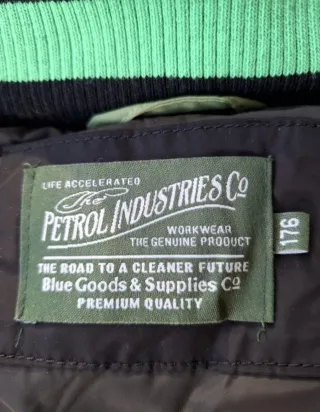 LIFE ACCELERATED
The
PETROL INDUSTRIES Co
WORKWEAR
THE GENUINE PRODUCT
THE ROAD TO A CLEANER FUTURE
Blue Goods & Supplies Co
PREMIUM QUALITY
176